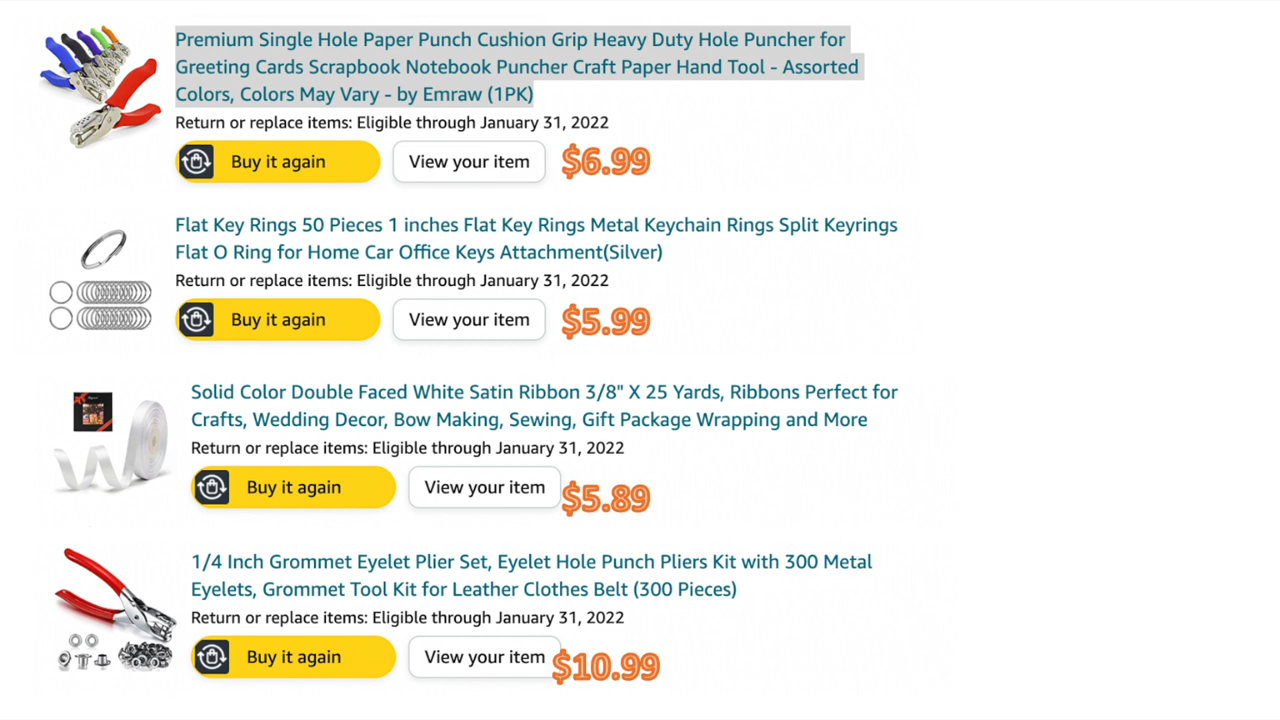 Premium Single Hole Paper Punch Cushion Grip Heavy Duty Hole Puncher for
Greeting Cards Scrapbook Notebook Puncher Craft Paper Hand Tool - Assorted
Colors, Colors May Vary - by Emraw (1PK)
Return or replace items: Eligible through January 31, 2022
Buy it again
View your item
$6.99
Flat Key Rings 50 Pieces 1 inches Flat Key Rings Metal Keychain Rings Split Keyrings
Flat O Ring for Home Car Office Keys Attachment(Silver)
Return or replace items: Eligible through January 31, 2022
Buy it again
View your item
$5.99
Solid Color Double Faced White Satin Ribbon 3/8" X 25 Yards, Ribbons Perfect for
Crafts, Wedding Decor, Bow Making, Sewing, Gift Package Wrapping and More
Return or replace items: Eligible through January 31, 2022
Buy it again
View your item
$5.89
1/4 Inch Grommet Eyelet Plier Set, Eyelet Hole Punch Pliers Kit with 300 Metal
Eyelets, Grommet Tool Kit for Leather Clothes Belt (300 Pieces)
Return or replace items: Eligible through January 31, 2022
Buy it again
View your item
$10.99